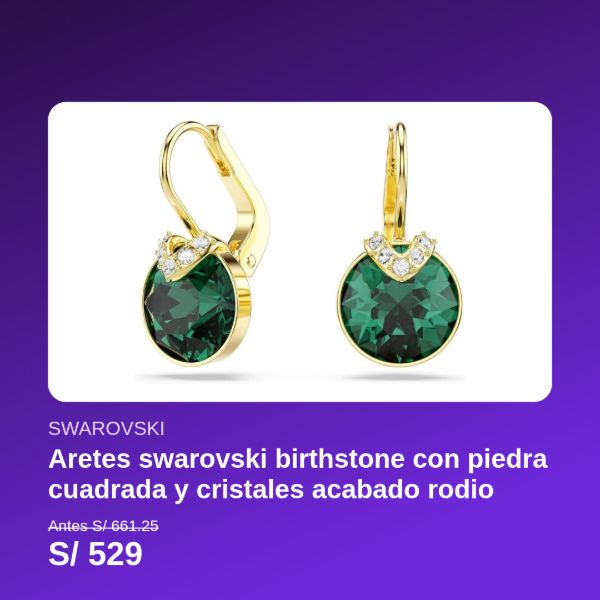 SWAROVSKI
Aretes swarovski birthstone con piedra
cuadrada y cristales acabado rodio
Antes S/ 661.25
S/ 529